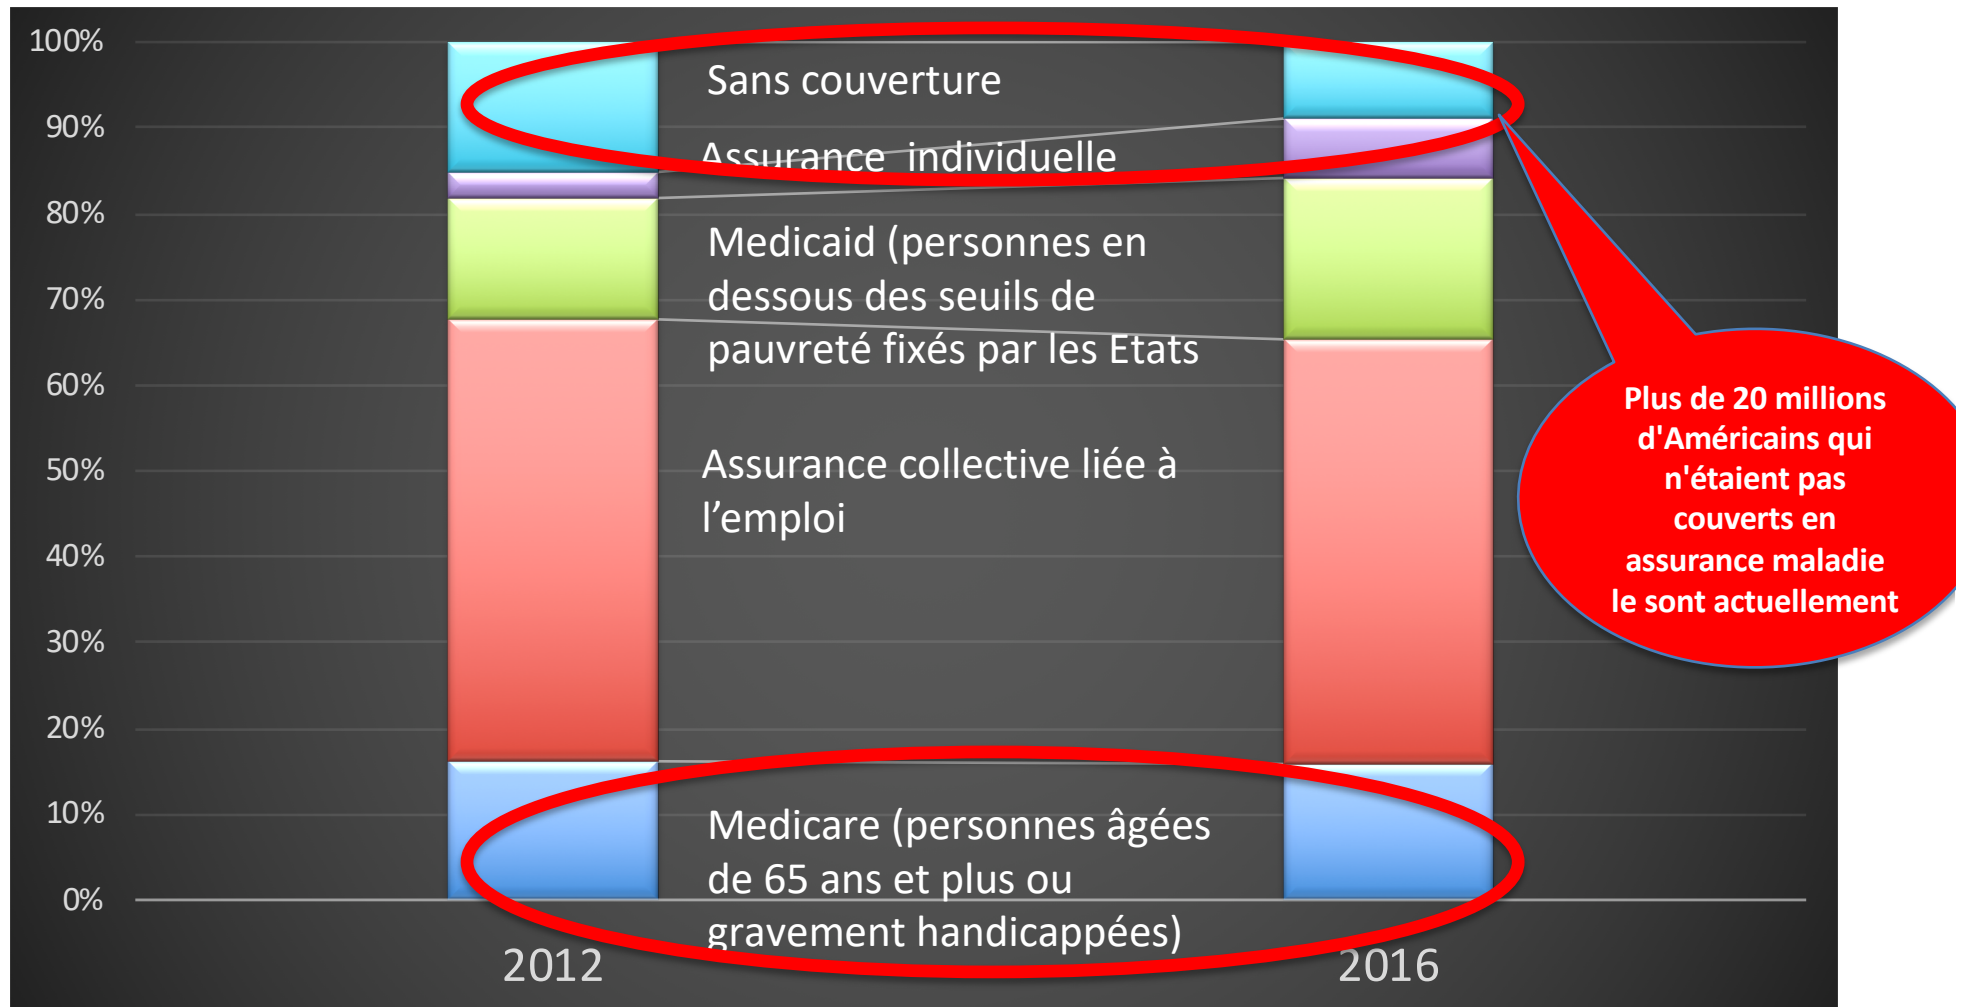 100%
90%
80%
70%
60%
50%
40%
30%
20%
10%
0%
Sans couverture
Assurance individuelle
Medicaid (personnes en
dessous des seuils de
pauvreté fixés par les Etats
Assurance collective liée à
l’emploi
Medicare (personnes âgées
de 65 ans et plus ou
gravement handicappées)
2012
2016
Plus de 20 millions
d'Américains qui
n'étaient pas
couverts en
assurance maladie
le sont actuellement